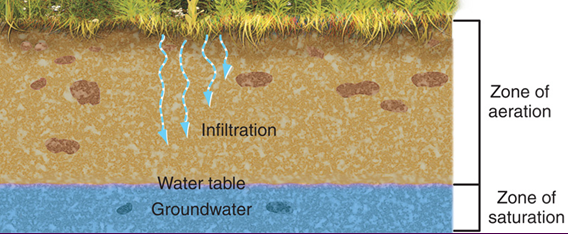 Zone of
aeration
Infiltration
Water table
Groundwater
Zone of
saturation